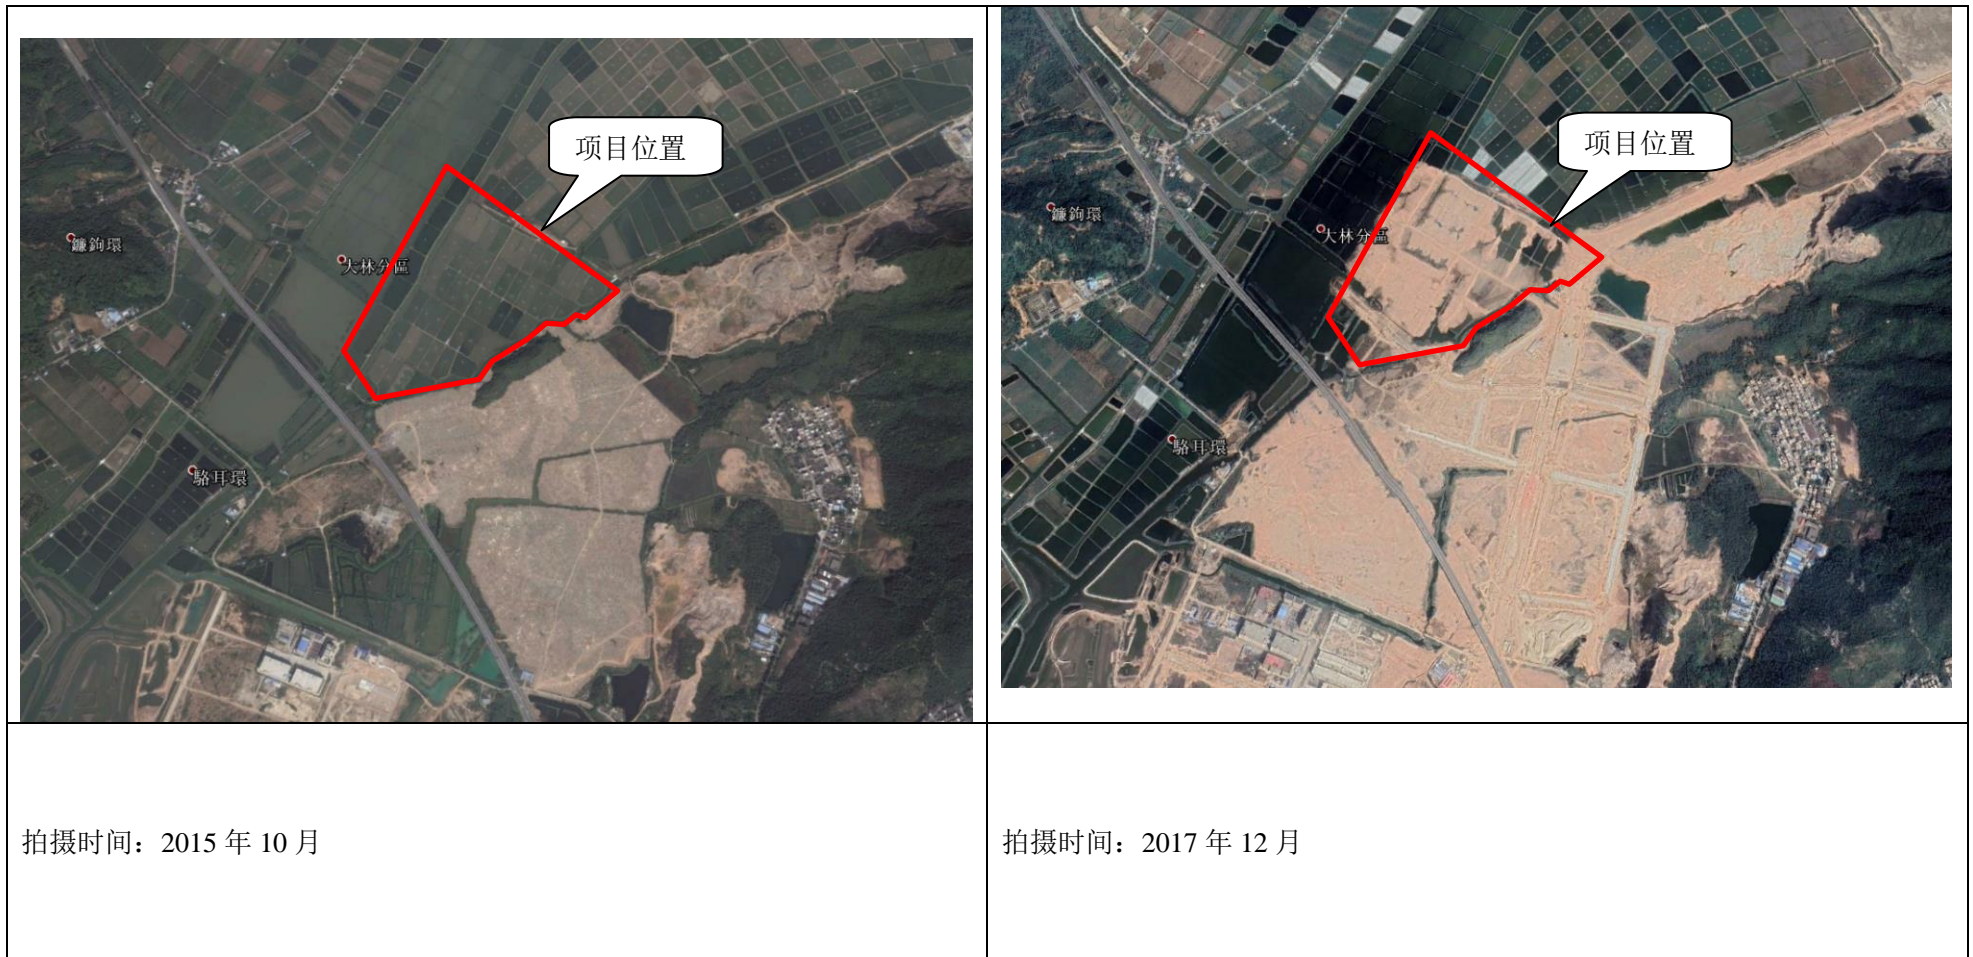 项目位置
鐮鉤環
大林分區
駱耳環
项目位置
鐮鉤環
大林分區
駱耳環
拍摄时间：2015 年 10 月
拍摄时间：2017 年 12 月